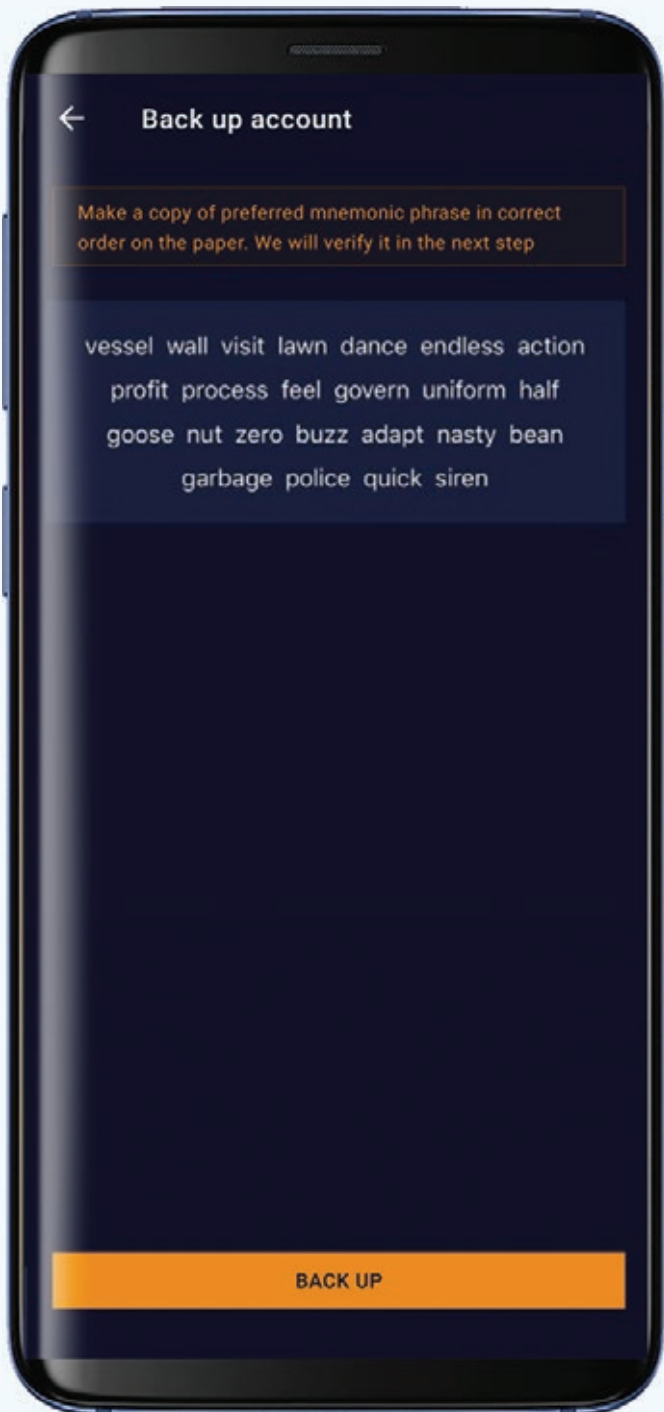 Back up account
Make a copy of preferred mnemonic phrase in correct
order on the paper. We will verify it in the next step
vessel wall visit lawn dance endless action
profit process feel govern uniform half
goose nut zero buzz adapt nasty bean
garbage police quick siren
BACK UP